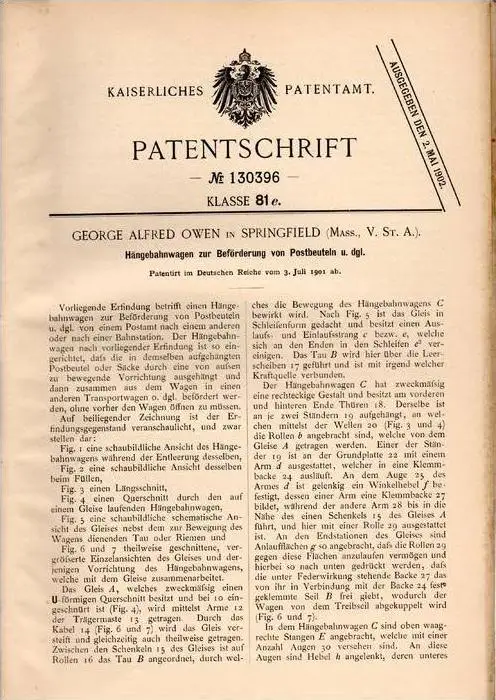 KAISERLICHES PATENTAMT.
AUSGEGEBEN DEN 2. MAI 1902.
PATENTSCHRIFT
— № 130396 —
KLASSE 81 e.
GEORGE ALFRED OWEN IN SPRINGFIELD (MASS., V. ST. A.).
Hängebahnwagen zur Beförderung von Postbeuteln u. dgl.
Patentirt im Deutschen Reiche vom 3. Juli 1901 ab.
Vorliegende Erfindung betrifft einen Hänge-
bahnwagen zur Beförderung von Postbeuteln
u. dgl. von einem Postamt nach einem anderen
oder nach einer Bahnstation. Der Hängebahn-
wagen nach vorliegender Erfindung ist so ein-
gerichtet, dafs die in demselben aufgehängten
Postbeutel oder Säcke durch eine von aufsen
zu bewegende Vorrichtung ausgehängt und
dann zusammen aus dem Wagen in einen
anderen Transportwagen o. dgl. befördert wer-
den, ohne vorher den Wagen öffnen zu müssen.
Auf beiliegender Zeichnung ist der Er-
findungsgegenstand veranschaulicht, und zwar
stellen dar:
Fig. 1 eine schaubildliche Ansicht des Hänge-
bahnwagens während der Entleerung desselben,
Fig. 2 eine schaubildliche Ansicht desselben
beim Füllen,
Fig. 3 einen Längsschnitt,
Fig. 4 einen Querschnitt durch den auf
einem Gleise laufenden Hängebahnwagen,
Fig. 5 eine schaubildliche schematische An-
sicht des Gleises nebst dem zur Bewegung des
Wagens dienenden Tau oder Riemen und
Fig. 6 und 7 theilweise geschnittene, ver-
gröfserte Einzelansichten des Gleises und der-
jenigen Vorrichtung des Hängebahnwagens,
welche mit dem Gleise zusammenarbeitet.
Das Gleis A, welches zweckmäfsig einen
U-förmigen Querschnitt besitzt und bei 10 ein-
geschnürt ist (Fig. 4), wird mittelst Arme 12
der Trägermaste 13 getragen. Durch das
Kabel 14 (Fig. 6 und 7) wird das Gleis ver-
steift und gleichzeitig auch theilweise getragen.
Zwischen den Schenkeln 15 des Gleises ist auf
Rollen 16 das Tau B angeordnet, durch wel-
ches die Bewegung des Hängebahnwagens C
bewirkt wird. Nach Fig. 5 ist das Gleis in
Schleifenform gedacht und besitzt einen Aus-
laufs- und Einlaufsstrang c bezw. e, welche
sich an den Enden in den Schleifen c² ver-
einigen. Das Tau B wird hier über die Leer-
scheiben 17 geführt und ist mit irgend welcher
Kraftquelle verbunden.
Der Hängebahnwagen C hat zweckmäfsig
eine rechteckige Gestalt und besitzt am vorderen
und hinteren Ende Thüren 18. Derselbe ist
an je zwei Ständern 19 aufgehängt, an wel-
chen mittelst der Wellen 20 (Fig. 3 und 4)
die Rollen b angebracht sind, welche von dem
Gleise A getragen werden. Einer der Stän-
der 19 ist an der Grundplatte 22 mit einem
Arm d ausgestattet, welcher in eine Klemm-
backe 24 ausläuft. An dem Auge 25 des
Armes d ist gelenkig ein Winkelhebel f be-
festigt, dessen einer Arm eine Klemmbacke 27
bildet, während der andere Arm 28 bis in die
Nähe des einen Schenkels 15 des Gleises A
führt, und hier mit einer Rolle 29 ausgestattet
ist. An den Endstationen des Gleises sind
Anlaufflächen g so angebracht, dafs die Rollen 29
gegen diese Flächen anzulaufen vermögen und
hierbei so nach unten gedrückt werden, dafs
die unter Federwirkung stehende Backe 27 das
von ihr in Verbindung mit der Backe 24 fest-
geklemmte Seil B frei giebt, wodurch der
Wagen von dem Treibseil abgekuppelt wird
(Fig. 6 und 7).
In dem Hängebahnwagen C sind oben waag-
rechte Stangen E angebracht, welche mit einer
Anzahl Augen 30 versehen sind. An diese
Augen sind Hebel h angelenkt, deren unteres